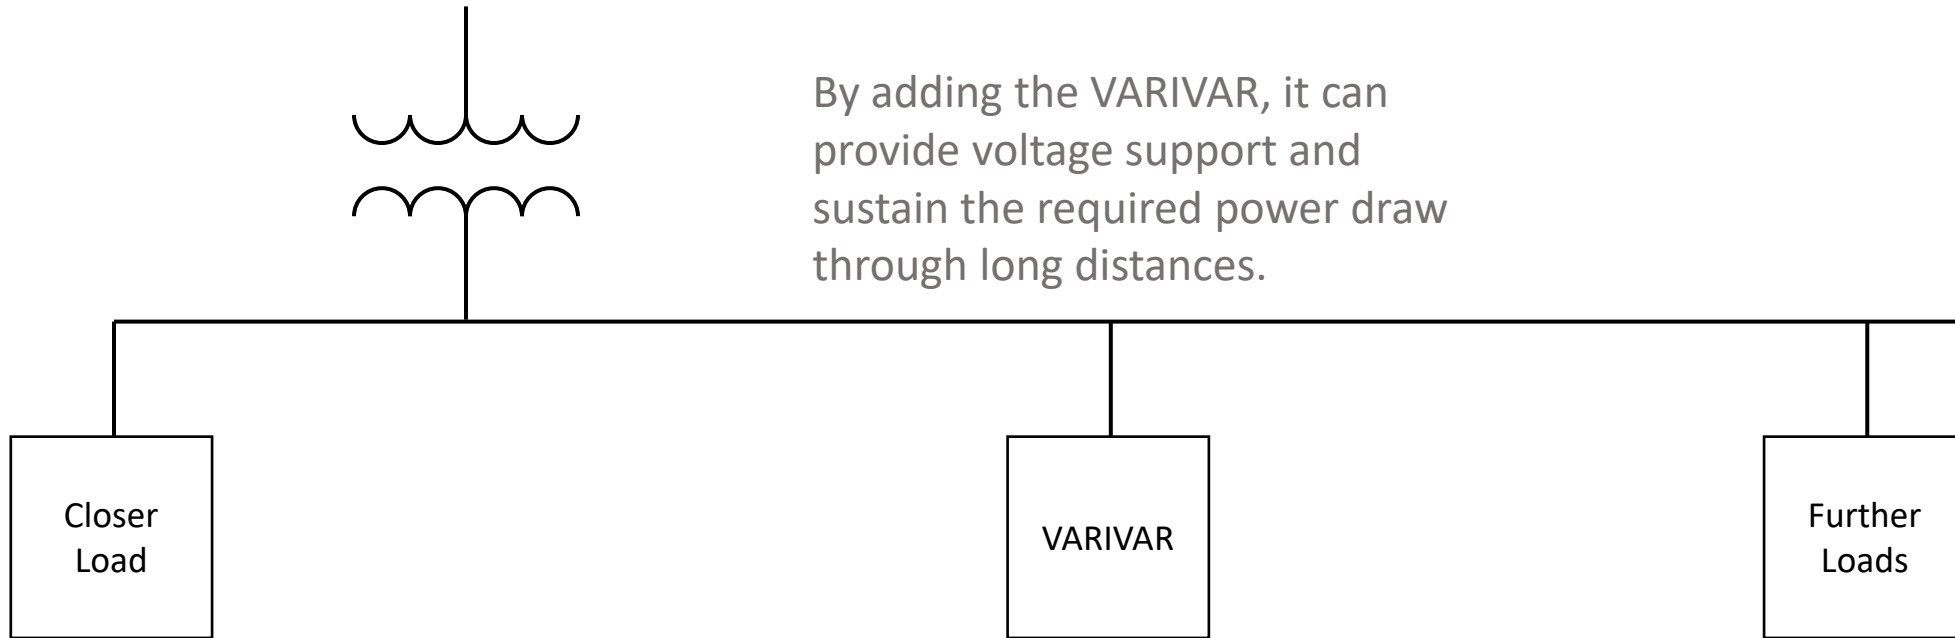 By adding the VARIVAR, it can
provide voltage support and
sustain the required power draw
through long distances.
Closer
Load
VARIVAR
Further
Loads